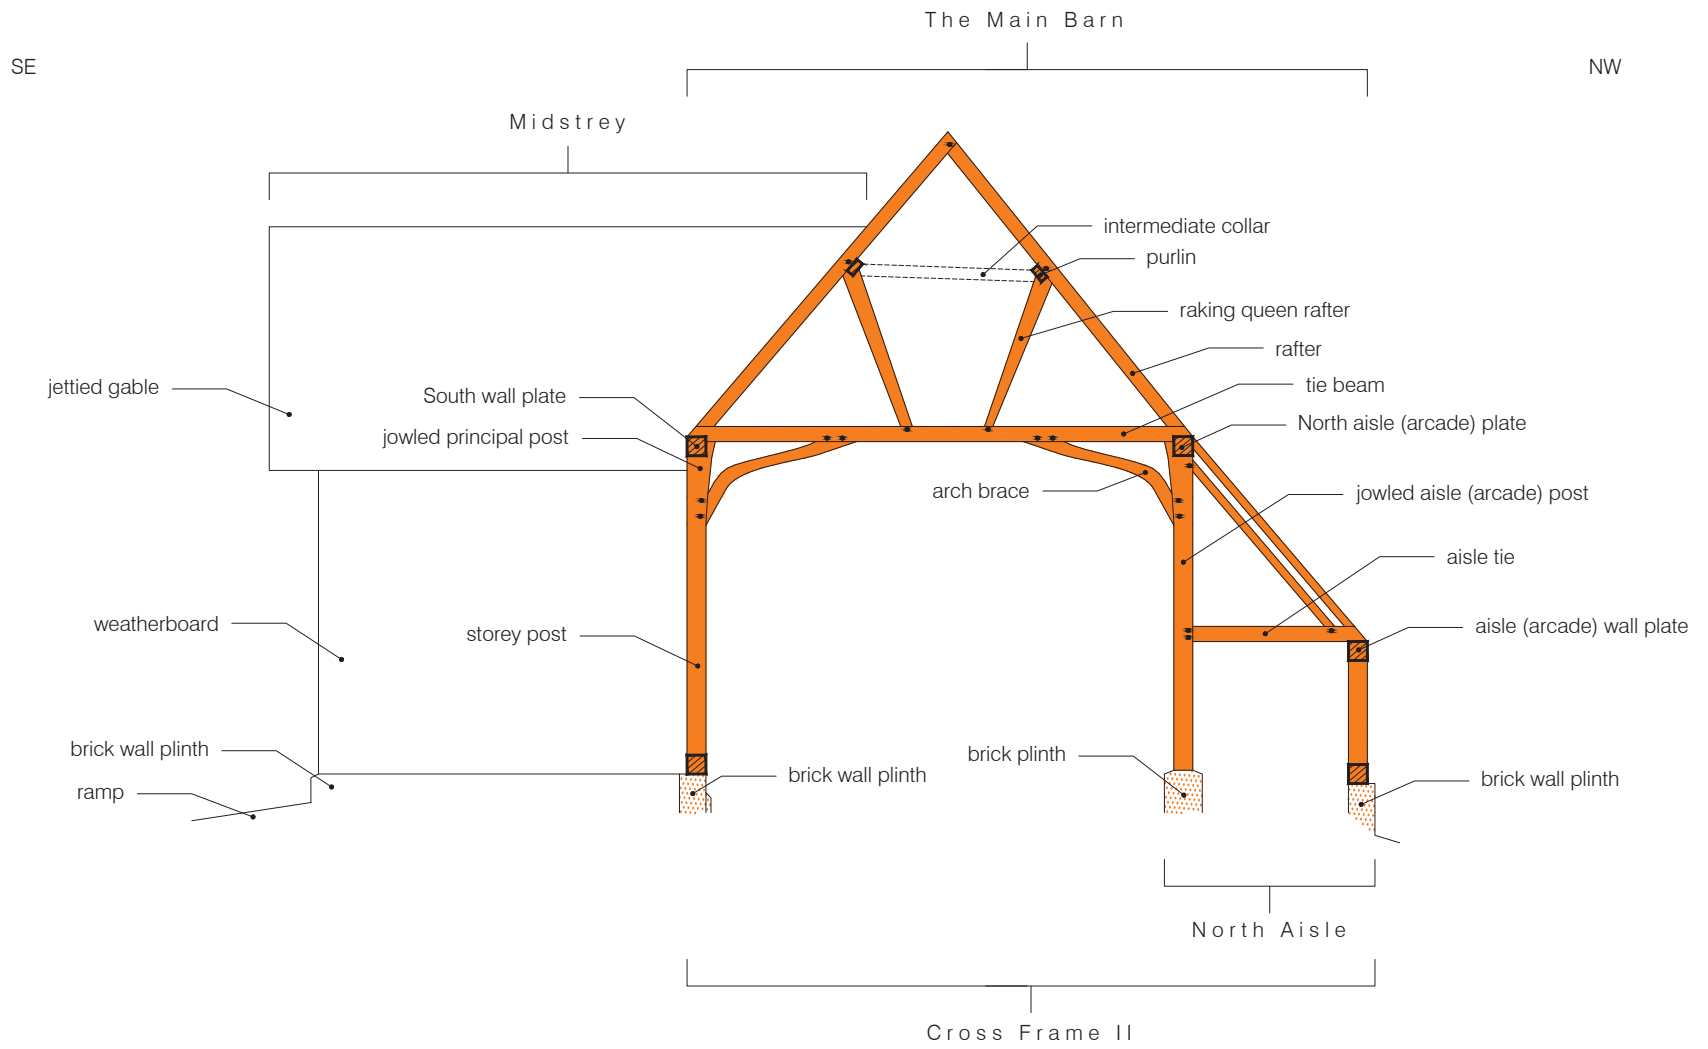 The Main Barn
SE
NW
Midstrey
intermediate collar
purlin
raking queen rafter
rafter
tie beam
jettied gable
South wall plate
North aisle (arcade) plate
jowled principal post
arch brace
jowled aisle (arcade) post
aisle tie
weatherboard
storey post
aisle (arcade) wall plate
brick wall plinth
brick plinth
brick wall plinth
brick wall plinth
ramp
North Aisle
Cross Frame II